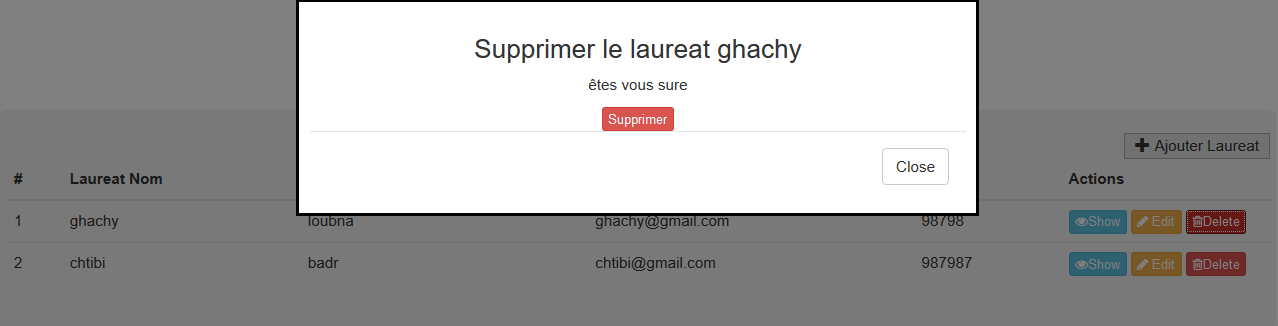 Supprimer le laureat ghachy
êtes vous sure
Supprimer
Close
Ajouter Laureat
# Laureat Nom Actions
1 ghachy loubna ghachy@gmail.com 98798 Show Edit Delete
2 chtibi badr chtibi@gmail.com 987987 Show Edit Delete